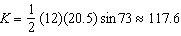 K = 1/2 (12)(20.5) sin 73 ≈ 117.6